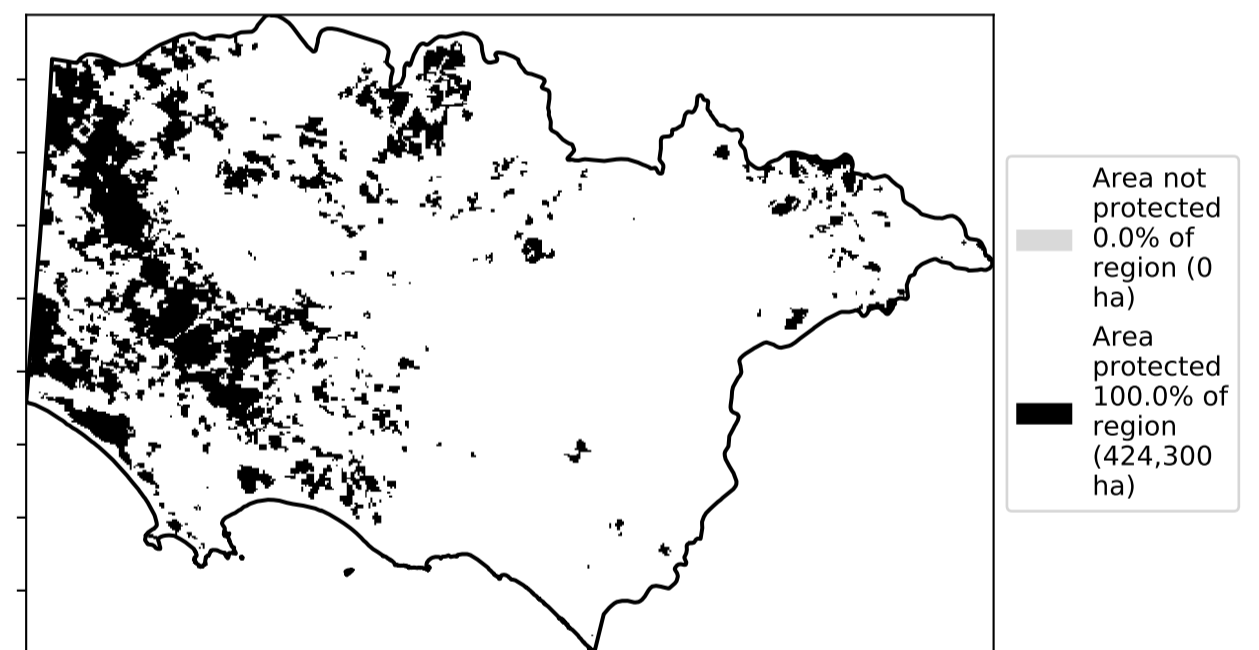 Area not
protected
0.0% of
region (0
ha)
Area
protected
100.0% of
region
(424,300
ha)